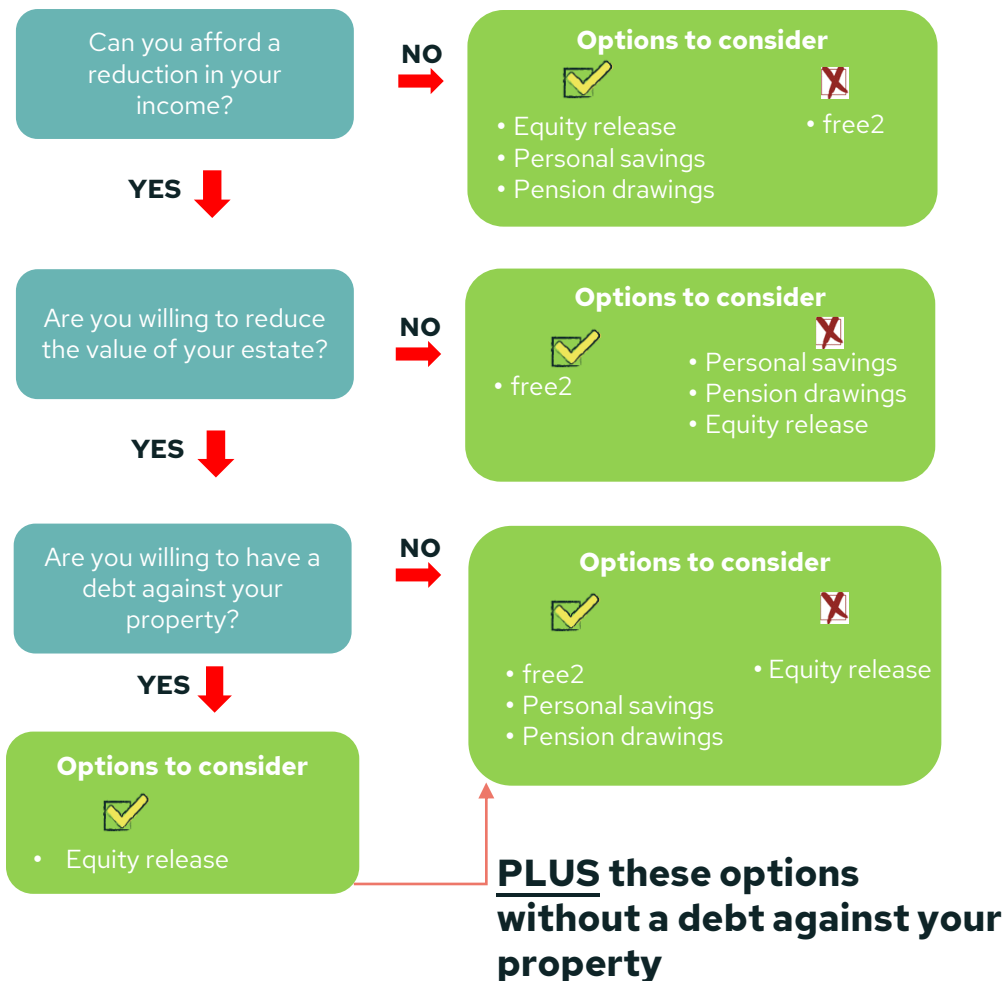 Can you afford a
reduction in your
income?
NO
Options to consider
• Equity release
• Personal savings
• Pension drawings
• free2
YES
Are you willing to reduce
the value of your estate?
NO
Options to consider
• free2
• Personal savings
• Pension drawings
• Equity release
YES
Are you willing to have a
debt against your
property?
NO
Options to consider
• free2
• Personal savings
• Pension drawings
• Equity release
YES
Options to consider
• Equity release
PLUS these options
without a debt against your
property